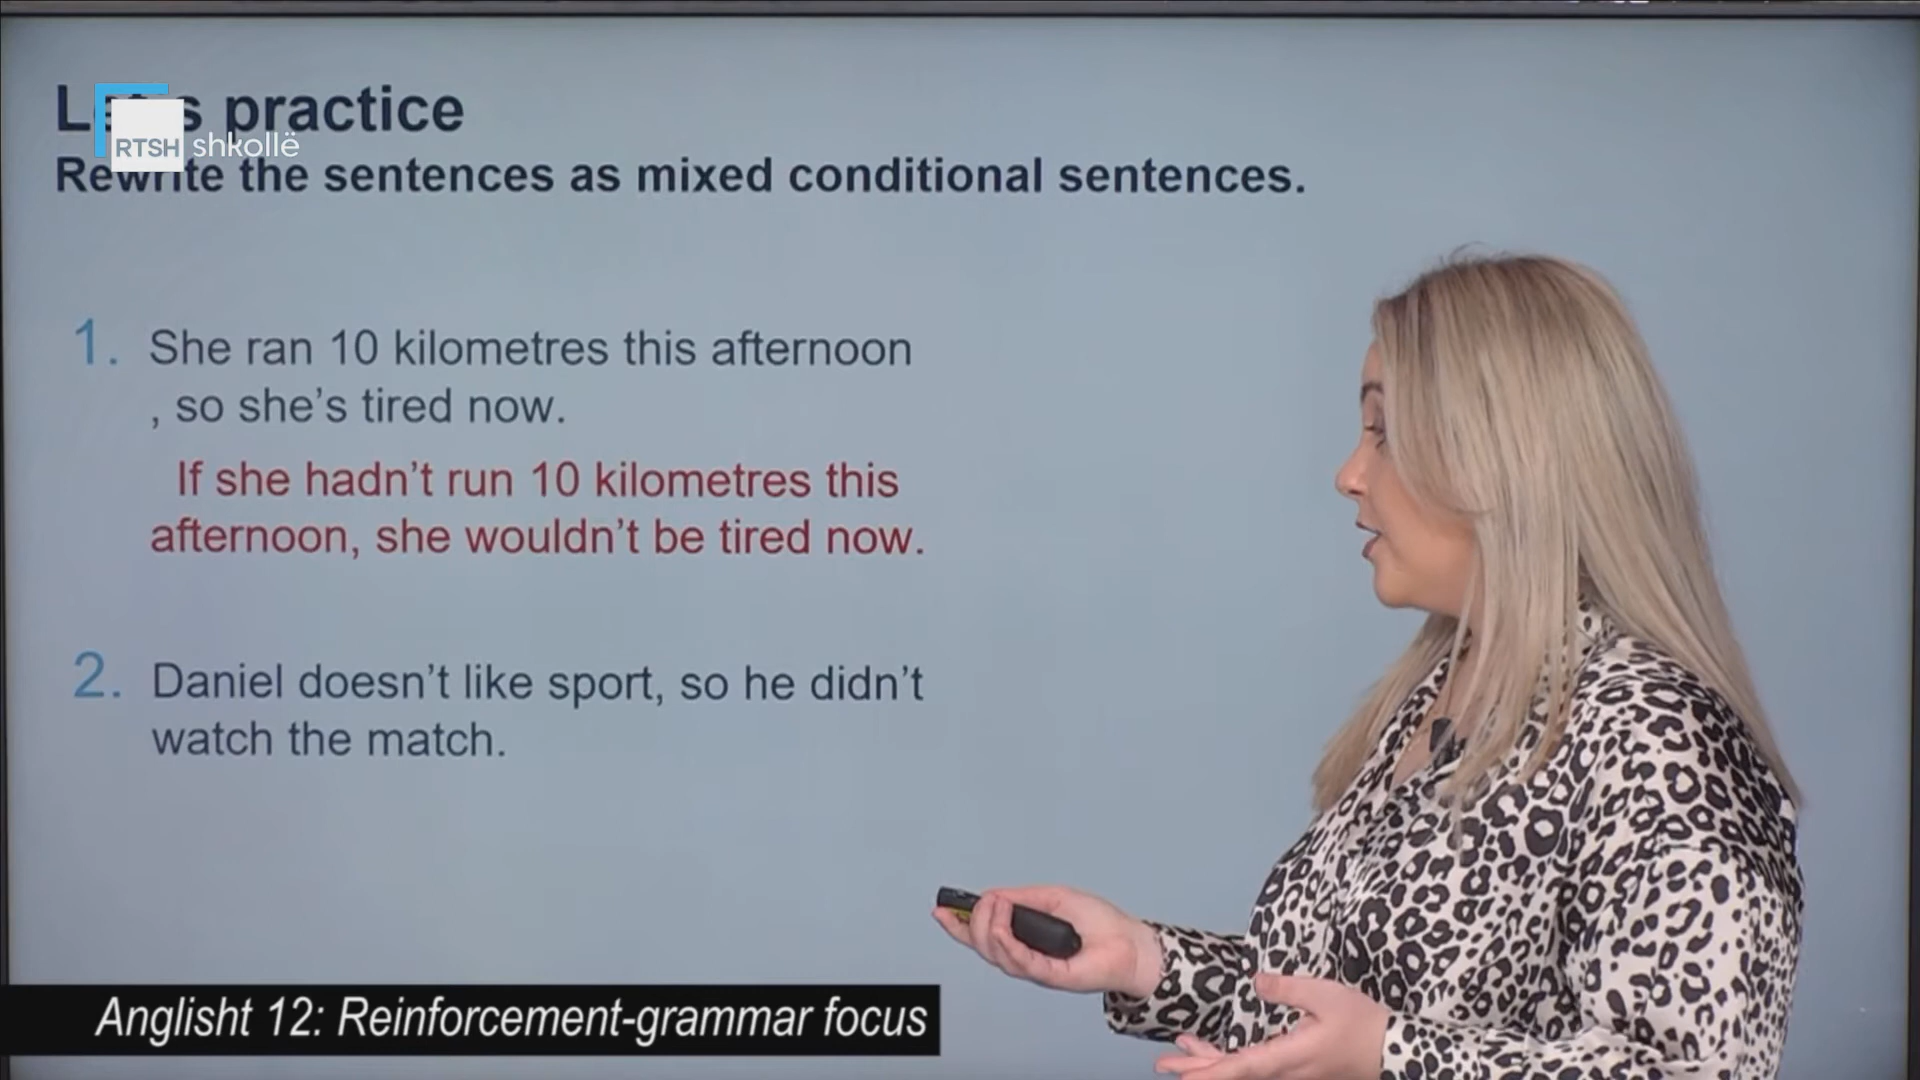 Let's practice
RTSH shkollë
Rewrite the sentences as mixed conditional sentences.
1. She ran 10 kilometres this afternoon
, so she's tired now.
If she hadn't run 10 kilometres this
afternoon, she wouldn't be tired now.
2. Daniel doesn't like sport, so he didn't
watch the match.
Anglisht 12: Reinforcement-grammar focus